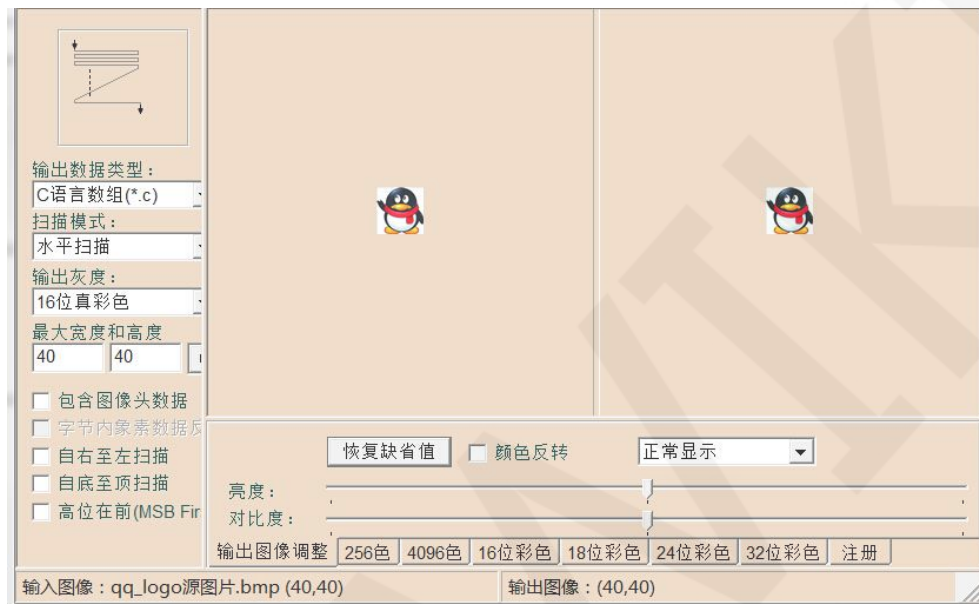 输出数据类型：
C语言数组(*.c)
扫描模式：
水平扫描
输出灰度：
16位真彩色
最大宽度和高度
40 40
包含图像头数据
字节内象素数据反
自右至左扫描
自底至顶扫描
高位在前(MSB Fir
恢复缺省值 颜色反转 正常显示
亮度：
对比度：
输出图像调整 256色 4096色 16位彩色 18位彩色 24位彩色 32位彩色 注册
输入图像：qq_logo源图片.bmp (40,40) 输出图像：(40,40)